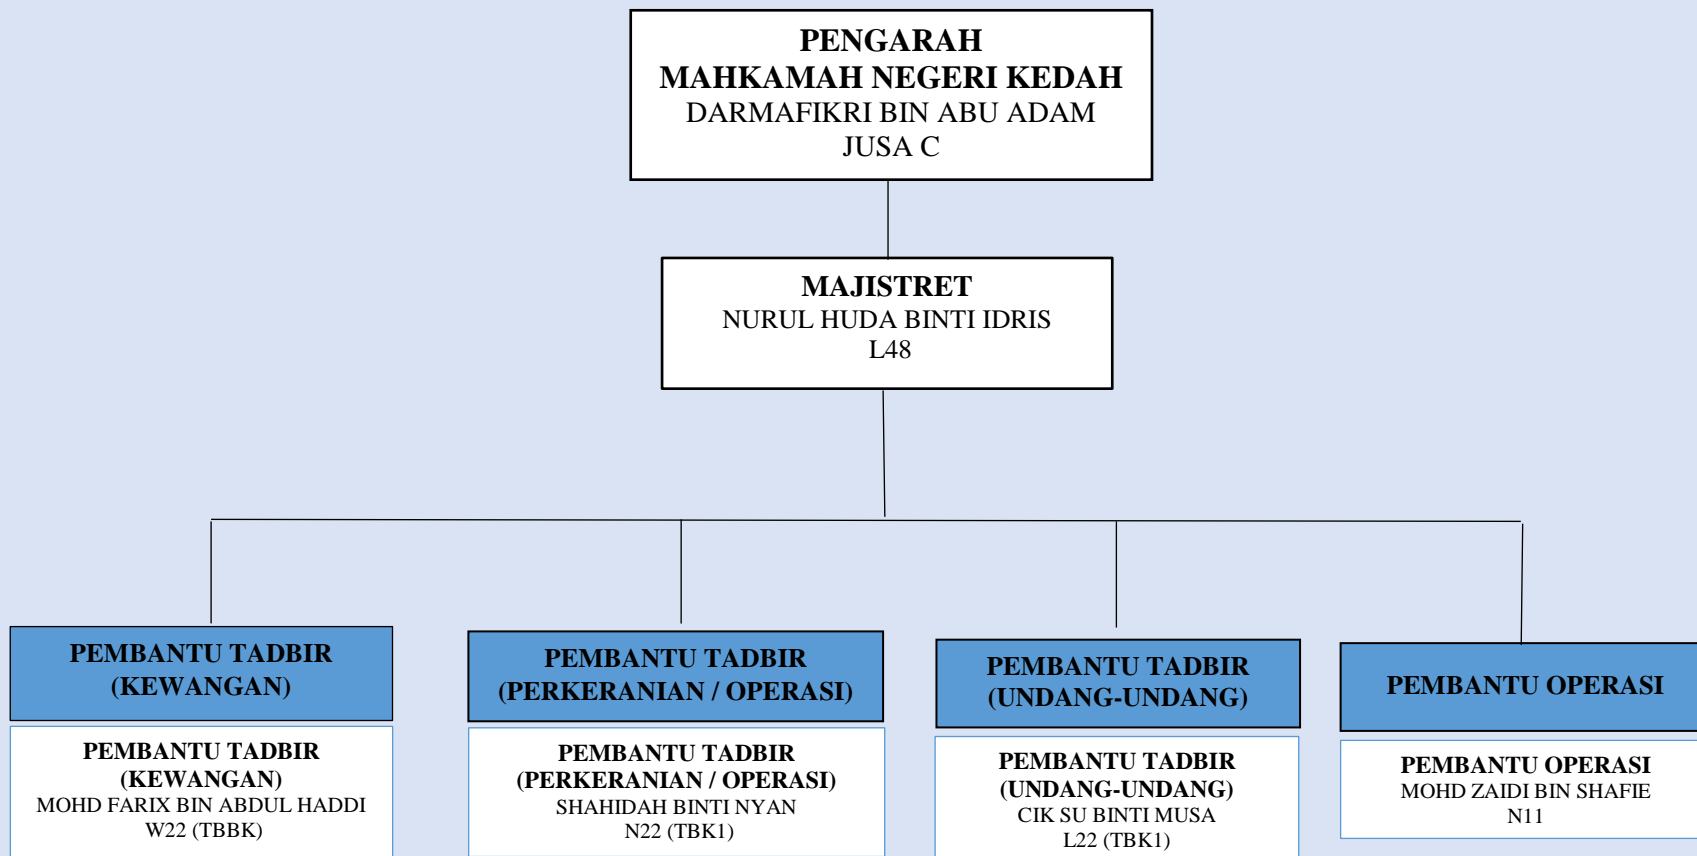 PENGARAH
MAHKAMAH NEGERI KEDAH
DARMAFIKRI BIN ABU ADAM
JUSA C
MAJISTRET
NURUL HUDA BINTI IDRIS
L48
PEMBANTU TADBIR
(KEWANGAN)
PEMBANTU TADBIR
(KEWANGAN)
MOHD FARIX BIN ABDUL HADDI
W22 (TBBK)
PEMBANTU TADBIR
(PERKERANIAN / OPERASI)
PEMBANTU TADBIR
(PERKERANIAN / OPERASI)
SHAHIDAH BINTI NYAN
N22 (TBK1)
PEMBANTU TADBIR
(UNDANG-UNDANG)
PEMBANTU TADBIR
(UNDANG-UNDANG)
CIK SU BINTI MUSA
L22 (TBK1)
PEMBANTU OPERASI
PEMBANTU OPERASI
MOHD ZAIDI BIN SHAFIE
N11